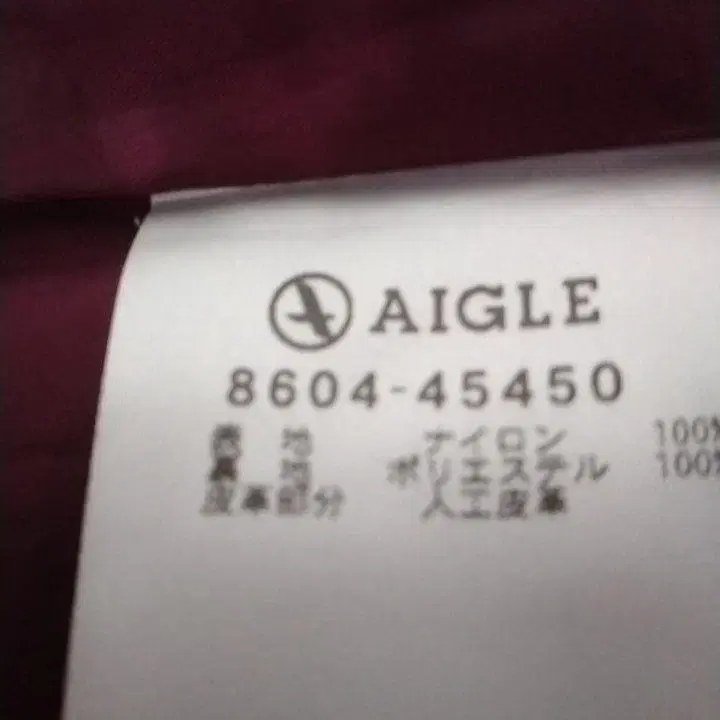 AIGLE
8604-45450
表地 ナイロン 100%
裏地 ポリエステル 100%
皮革部分 人工皮革